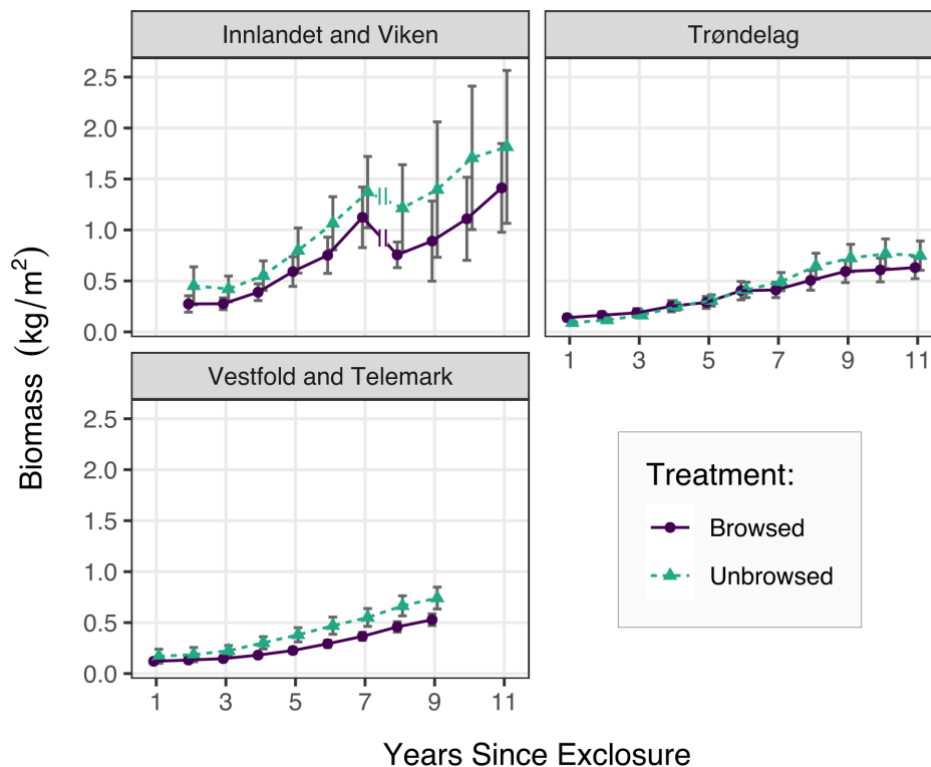 Innlandet and Viken
Trøndelag
2.5
2.0
1.5
1.0
0.5
0.0
1 3 5 7 9 11
Vestfold and Telemark
2.5
2.0
1.5
1.0
0.5
0.0
1 3 5 7 9 11
Biomass (kg/m²)
Years Since Exclosure
Treatment:
Browsed
Unbrowsed